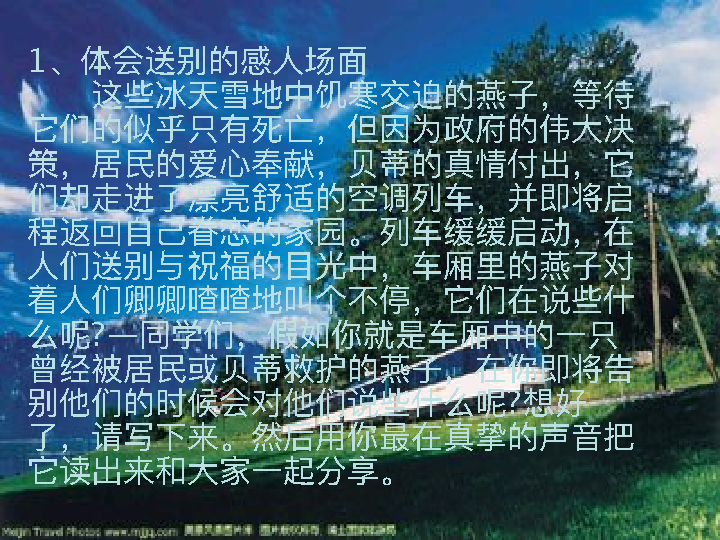 1、体会送别的感人场面
这些冰天雪地中饥寒交迫的燕子，等待
它们的似乎只有死亡，但因为政府的伟大决
策，居民的爱心奉献，贝蒂的真情付出，它
们却走进了漂亮舒适的空调列车，并即将启
程返回自己眷恋的家园。列车缓缓启动，在
人们送别与祝福的目光中，车厢里的燕子对
着人们卿卿喳喳地叫个不停，它们在说些什
么呢?—同学们，假如你就是车厢中的一只
曾经被居民或贝蒂救护的燕子，在你即将告
别他们的时候会对他们说些什么呢?想好
了，请写下来。然后用你最在真挚的声音把
它读出来和大家一起分享。
Meijin Travel Photos www.mjjq.com 美景风景图片库